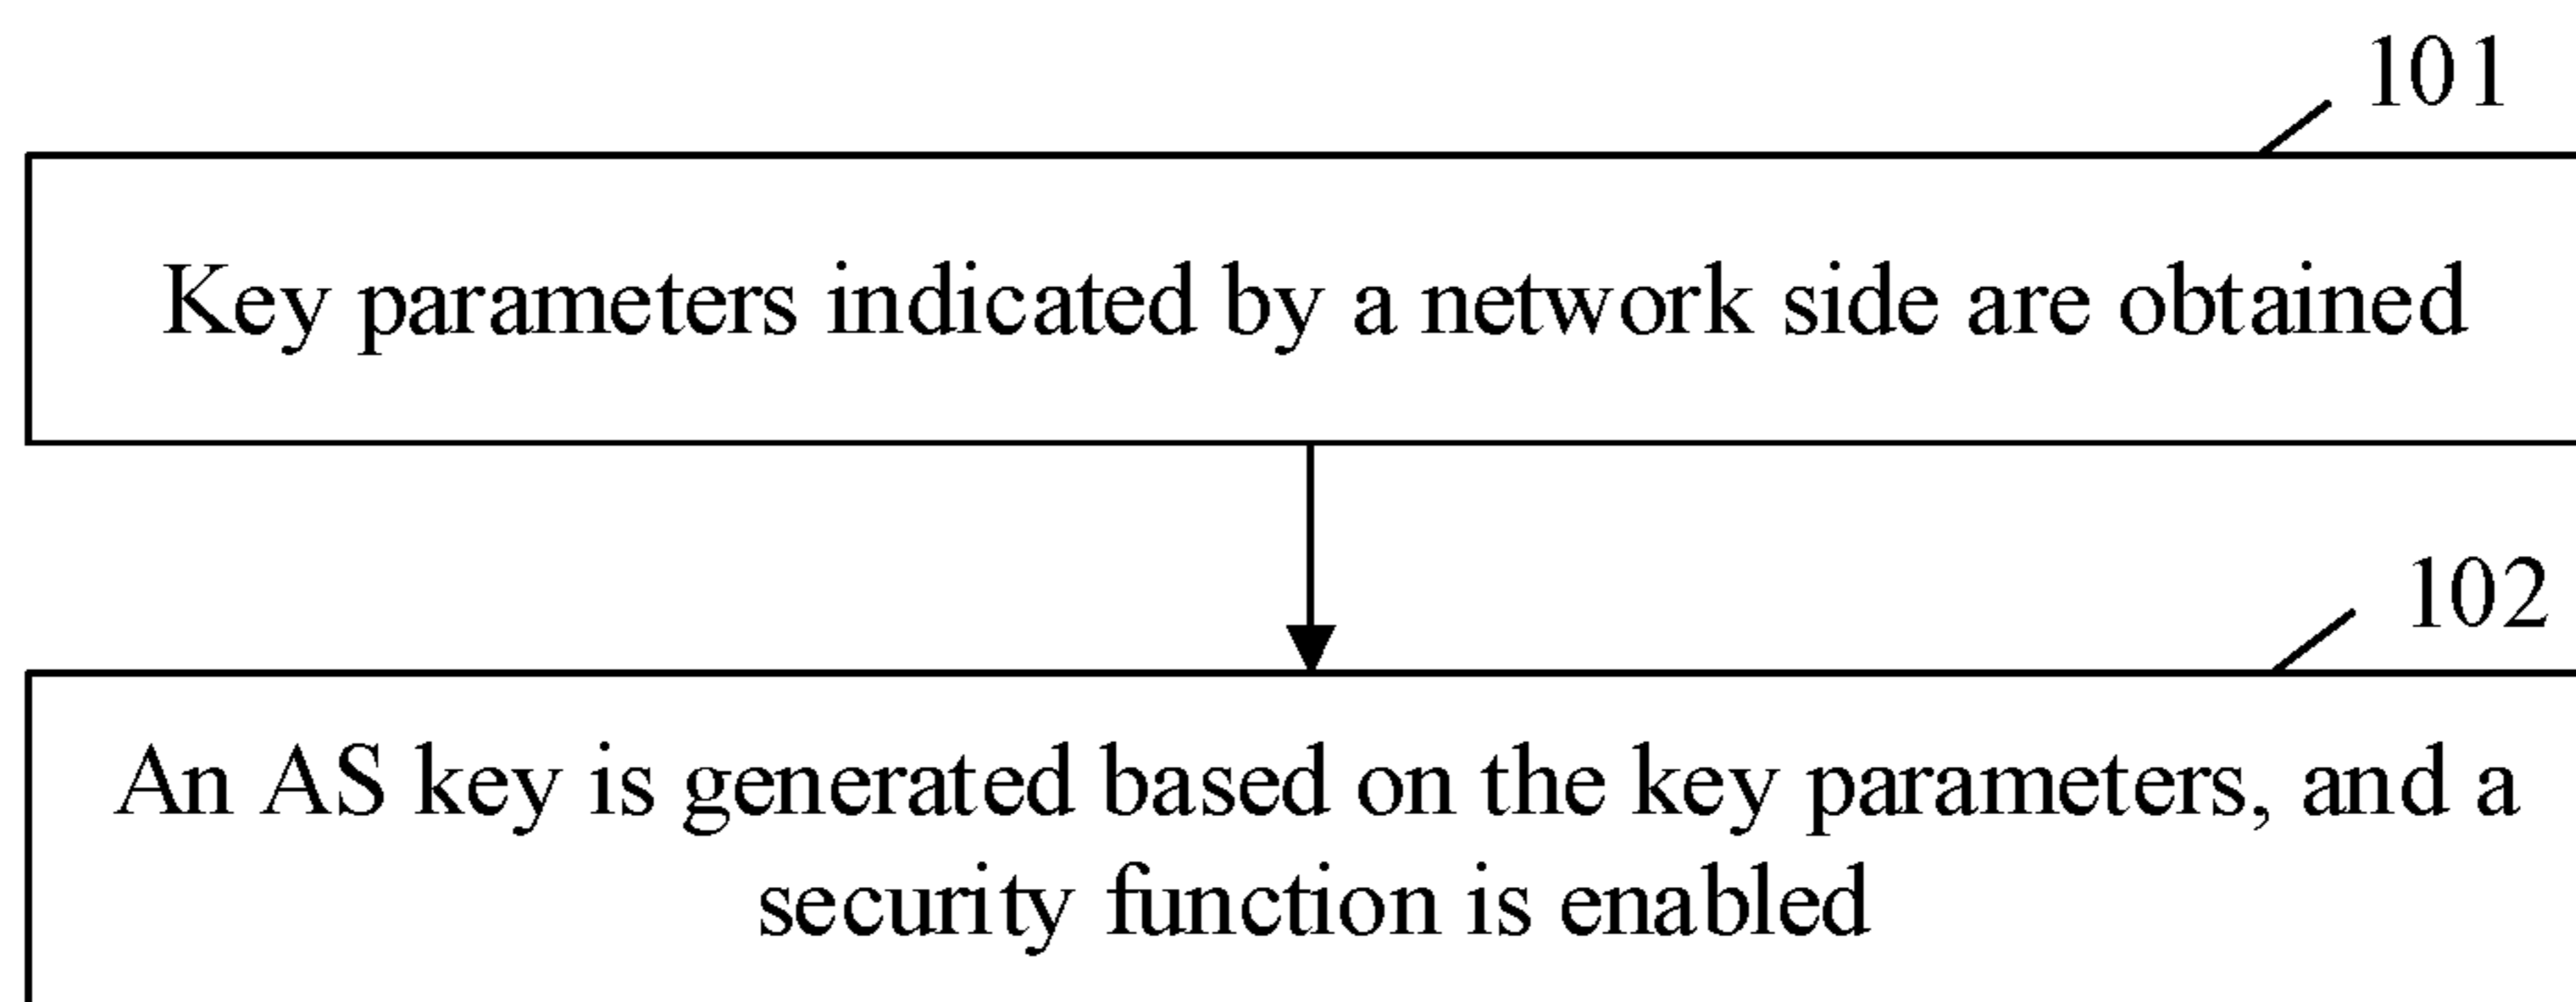 101
Key parameters indicated by a network side are obtained
102
An AS key is generated based on the key parameters, and a
security function is enabled